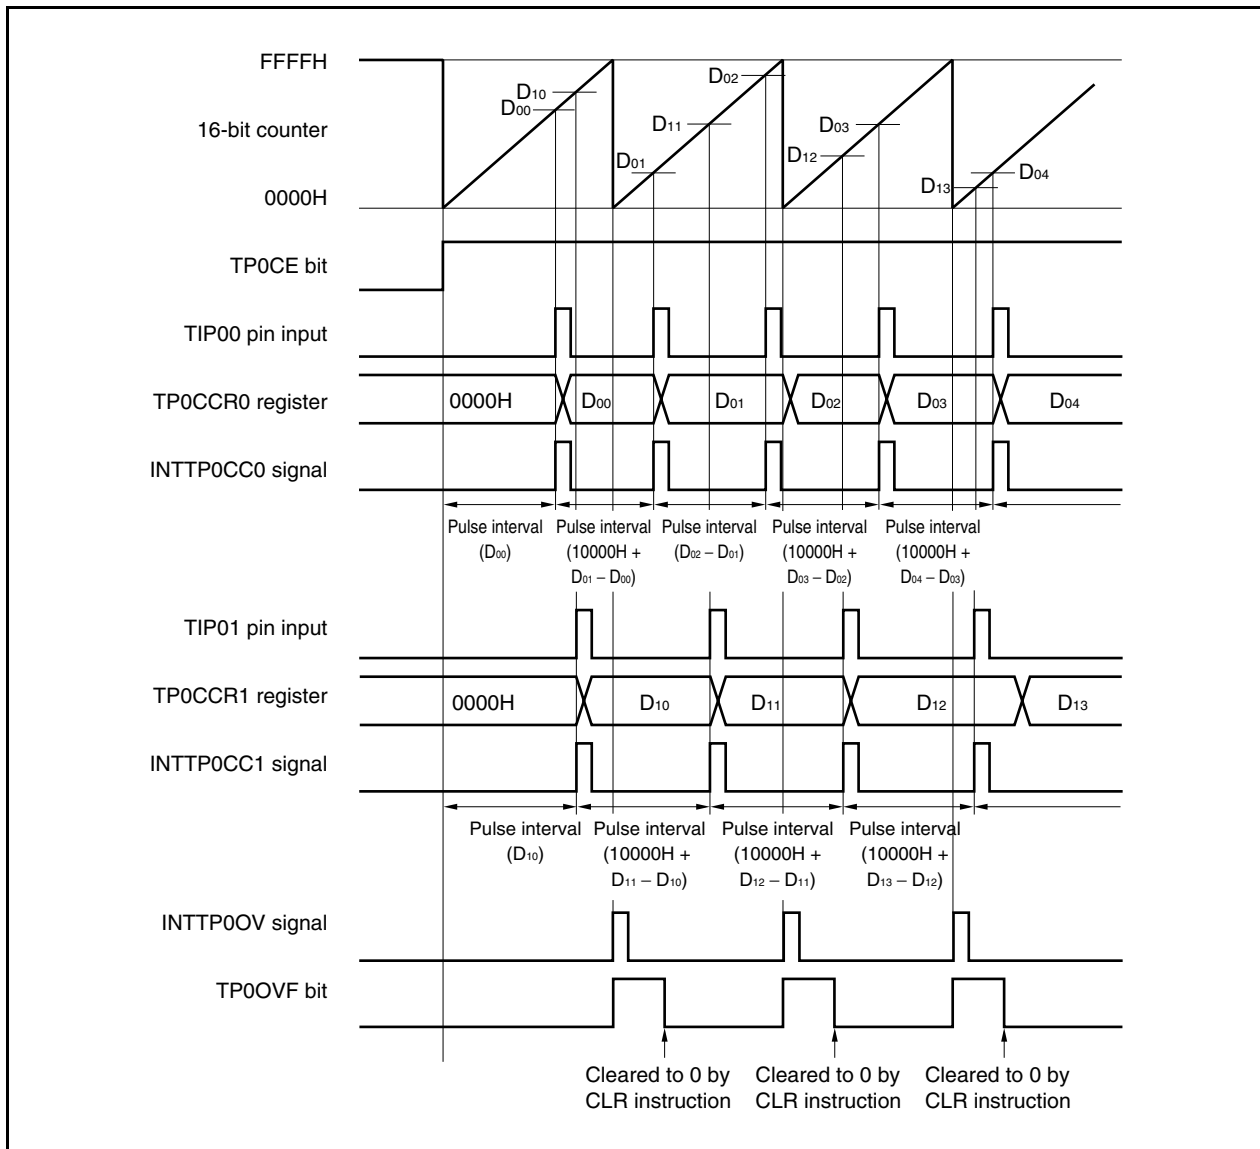 FFFFH
16-bit counter
0000H
D10
D00
D01
D11
D02
D12
D03
D13
D04
TP0CE bit
TIP00 pin input
TP0CCR0 register
0000H D00 D01 D02 D03 D04
INTTP0CC0 signal
Pulse interval
(D00)
Pulse interval
(10000H +
D01 – D00)
Pulse interval
(D02 – D01)
Pulse interval
(10000H +
D03 – D02)
Pulse interval
(10000H +
D04 – D03)
TIP01 pin input
TP0CCR1 register
0000H D10 D11 D12 D13
INTTP0CC1 signal
Pulse interval
(D10)
Pulse interval
(10000H +
D11 – D10)
Pulse interval
(10000H +
D12 – D11)
Pulse interval
(10000H +
D13 – D12)
INTTP0OV signal
TP0OVF bit
Cleared to 0 by
CLR instruction
Cleared to 0 by
CLR instruction
Cleared to 0 by
CLR instruction